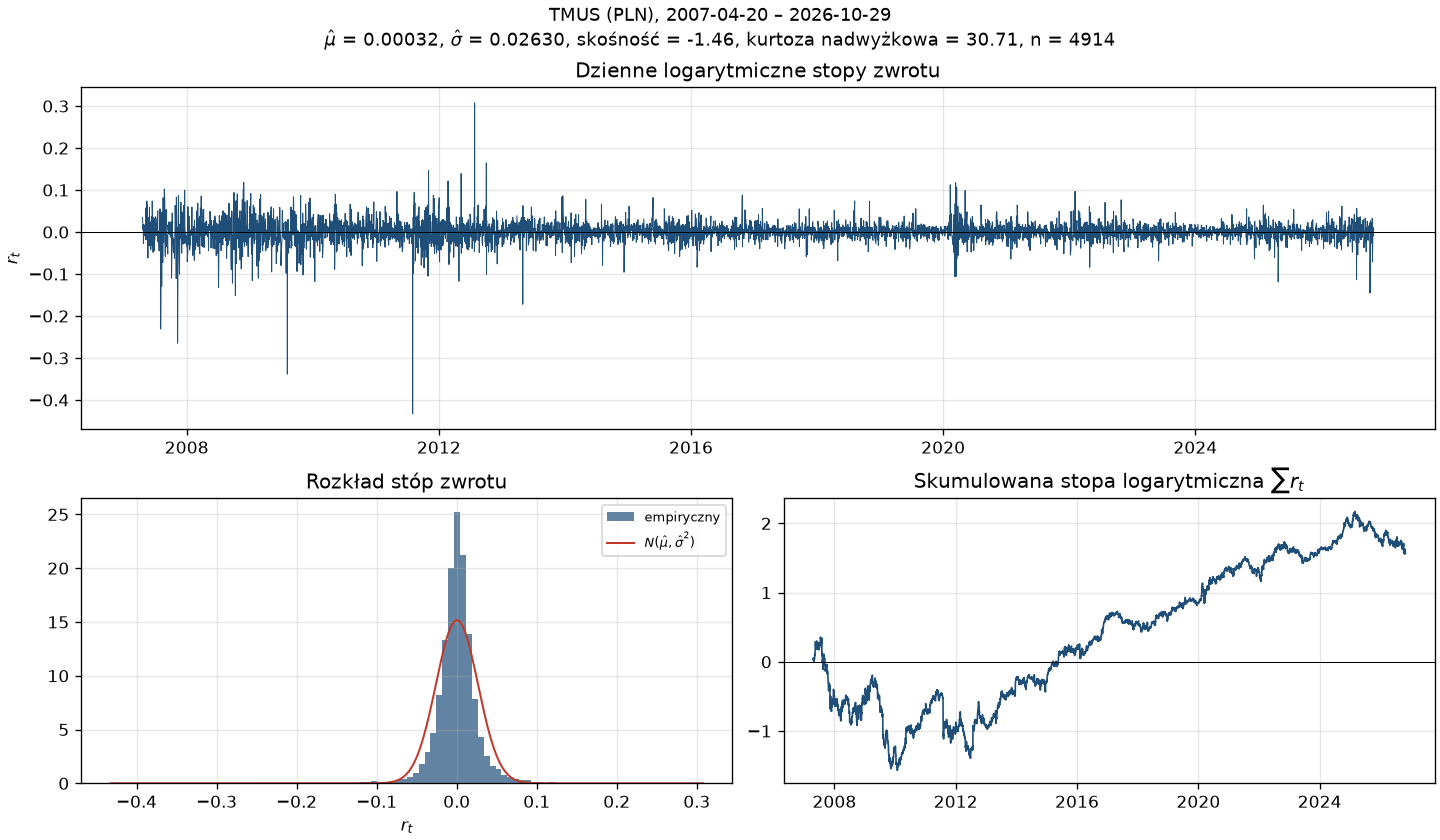 TMUS (PLN), 2007-04-20 – 2026-10-29
μ̂ = 0.00032, σ̂ = 0.02630, skośność = -1.46, kurtoza nadwyżkowa = 30.71, n = 4914
Dzienne logarytmiczne stopy zwrotu
0.3
0.2
0.1
0.0
−0.1
−0.2
−0.3
−0.4
r_t
2008 2012 2016 2020 2024
Rozkład stóp zwrotu
25
20
15
10
5
0
empiryczny
N(μ̂, σ̂²)
−0.4 −0.3 −0.2 −0.1 0.0 0.1 0.2 0.3
r_t
Skumulowana stopa logarytmiczna ∑r_t
2
1
0
−1
2008 2012 2016 2020 2024